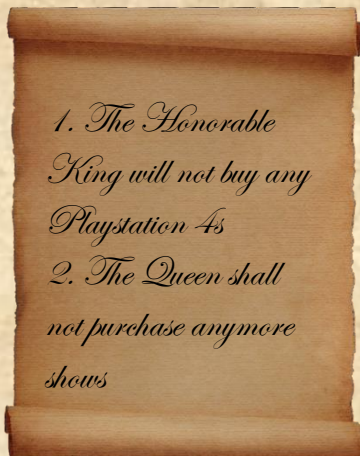 1. The Honorable
King will not buy any
Playstation 4s
2. The Queen shall
not purchase anymore
shows